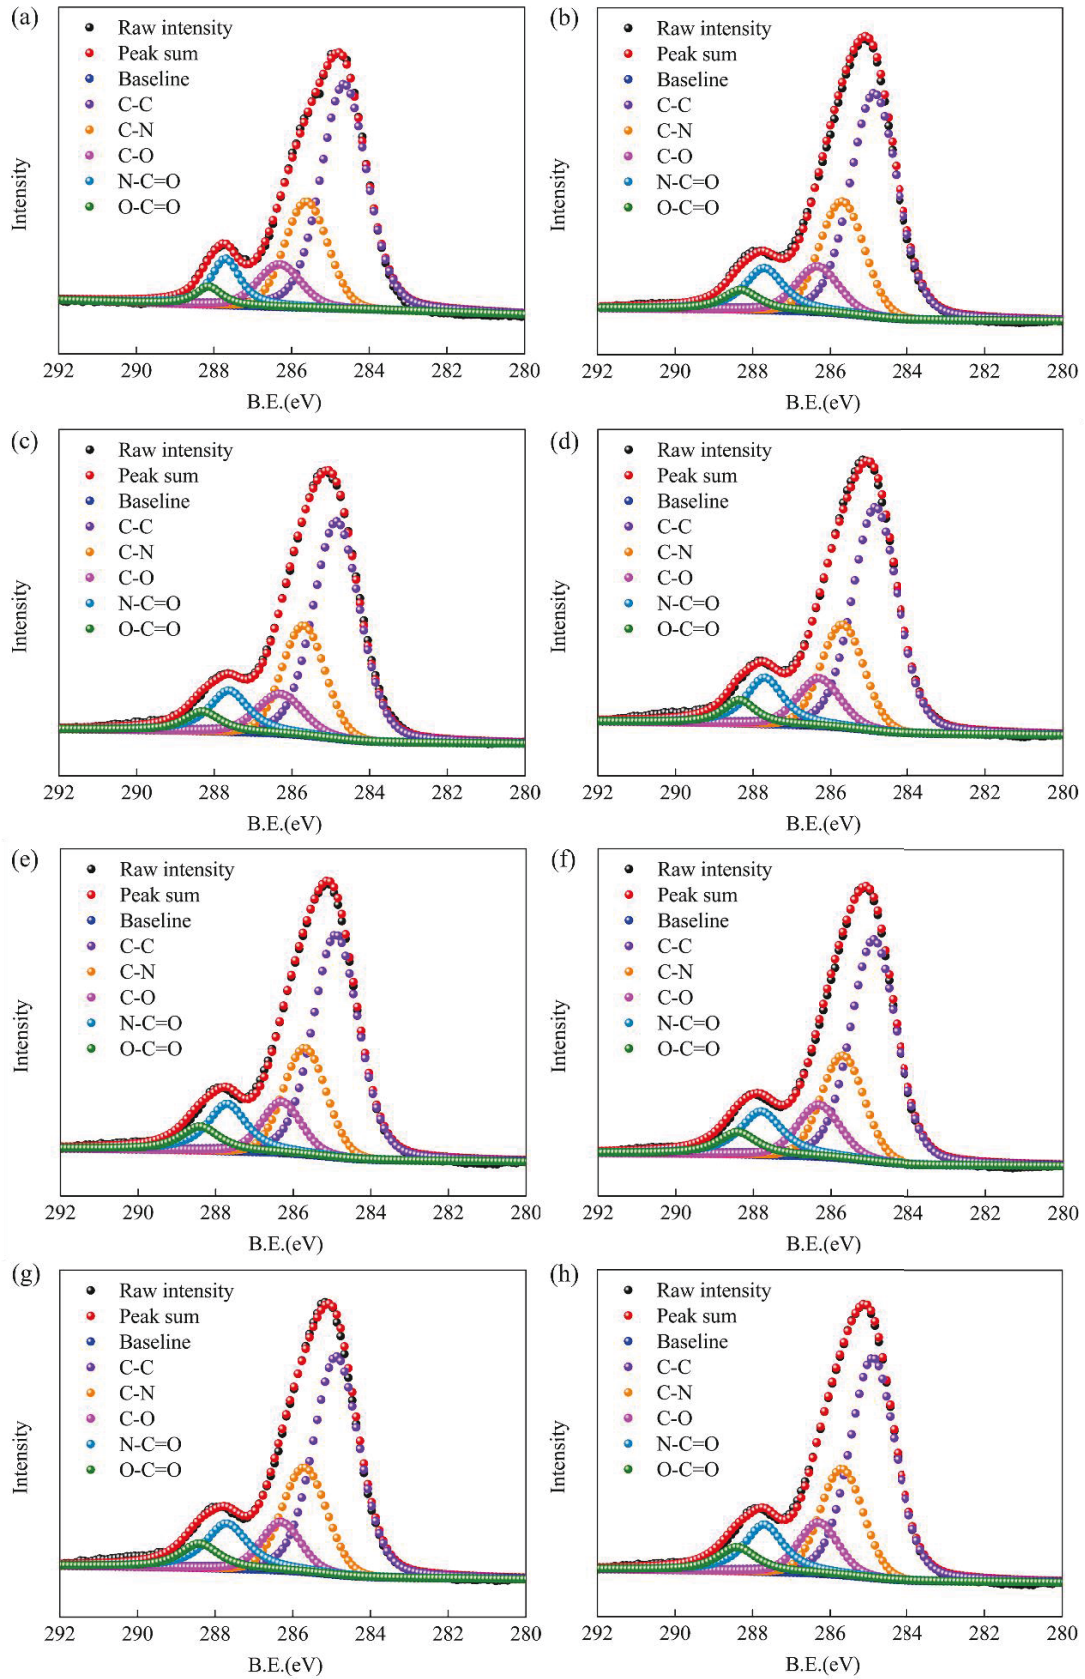 (a)
Raw intensity
Peak sum
Baseline
C-C
C-N
C-O
N-C=O
O-C=O
Intensity
292 290 288 286 284 282 280
B.E.(eV)
(b)
Raw intensity
Peak sum
Baseline
C-C
C-N
C-O
N-C=O
O-C=O
Intensity
292 290 288 286 284 282 280
B.E.(eV)
(c)
Raw intensity
Peak sum
Baseline
C-C
C-N
C-O
N-C=O
O-C=O
Intensity
292 290 288 286 284 282 280
B.E.(eV)
(d)
Raw intensity
Peak sum
Baseline
C-C
C-N
C-O
N-C=O
O-C=O
Intensity
292 290 288 286 284 282 280
B.E.(eV)
(e)
Raw intensity
Peak sum
Baseline
C-C
C-N
C-O
N-C=O
O-C=O
Intensity
292 290 288 286 284 282 280
B.E.(eV)
(f)
Raw intensity
Peak sum
Baseline
C-C
C-N
C-O
N-C=O
O-C=O
Intensity
292 290 288 286 284 282 280
B.E.(eV)
(g)
Raw intensity
Peak sum
Baseline
C-C
C-N
C-O
N-C=O
O-C=O
Intensity
292 290 288 286 284 282 280
B.E.(eV)
(h)
Raw intensity
Peak sum
Baseline
C-C
C-N
C-O
N-C=O
O-C=O
Intensity
292 290 288 286 284 282 280
B.E.(eV)